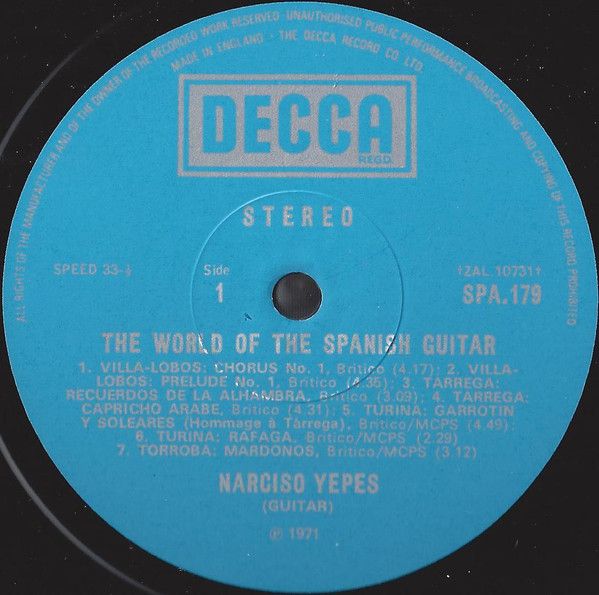 ALL RIGHTS OF THE MANUFACTURER AND OF THE OWNER OF THE RECORDED WORK RESERVED UNAUTHORISED PUBLIC PERFORMANCE BROADCASTING AND COPYING OF THIS RECORD PROHIBITED
MADE IN ENGLAND · THE DECCA RECORD CO. LTD.
DECCA
REGD
STEREO
SPEED 33-⅓
Side
1
†ZAL.10731†
SPA.179
THE WORLD OF THE SPANISH GUITAR
1. VILLA-LOBOS: CHORUS No. 1, Britico (4.17); 2. VILLA-
LOBOS: PRELUDE No. 1, Britico (4.36); 3. TARREGA:
RECUERDOS DE LA ALHAMBRA, Britico (3.09); 4. TARREGA:
CAPRICHO ARABE, Britico (4.31); 5. TURINA: GARROTIN
Y SOLEARES (Hommage à Tàrrega), Britico/MCPS (4.49);
6. TURINA: RAFAGA, Britico/MCPS (2.29)
7. TORROBA: MARDONOS, Britico/MCPS (3.12)
NARCISO YEPES
(GUITAR)
℗ 1971